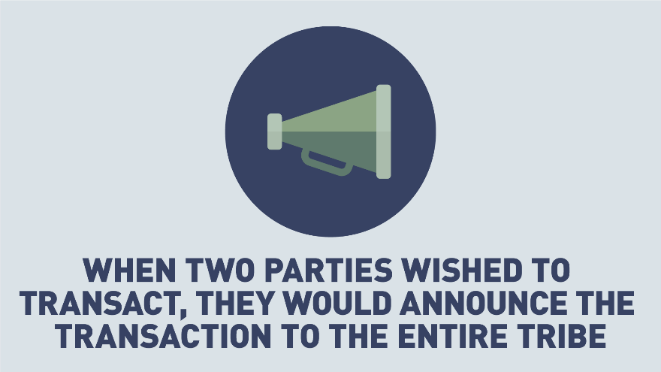 WHEN TWO PARTIES WISHED TO
TRANSACT, THEY WOULD ANNOUNCE THE
TRANSACTION TO THE ENTIRE TRIBE